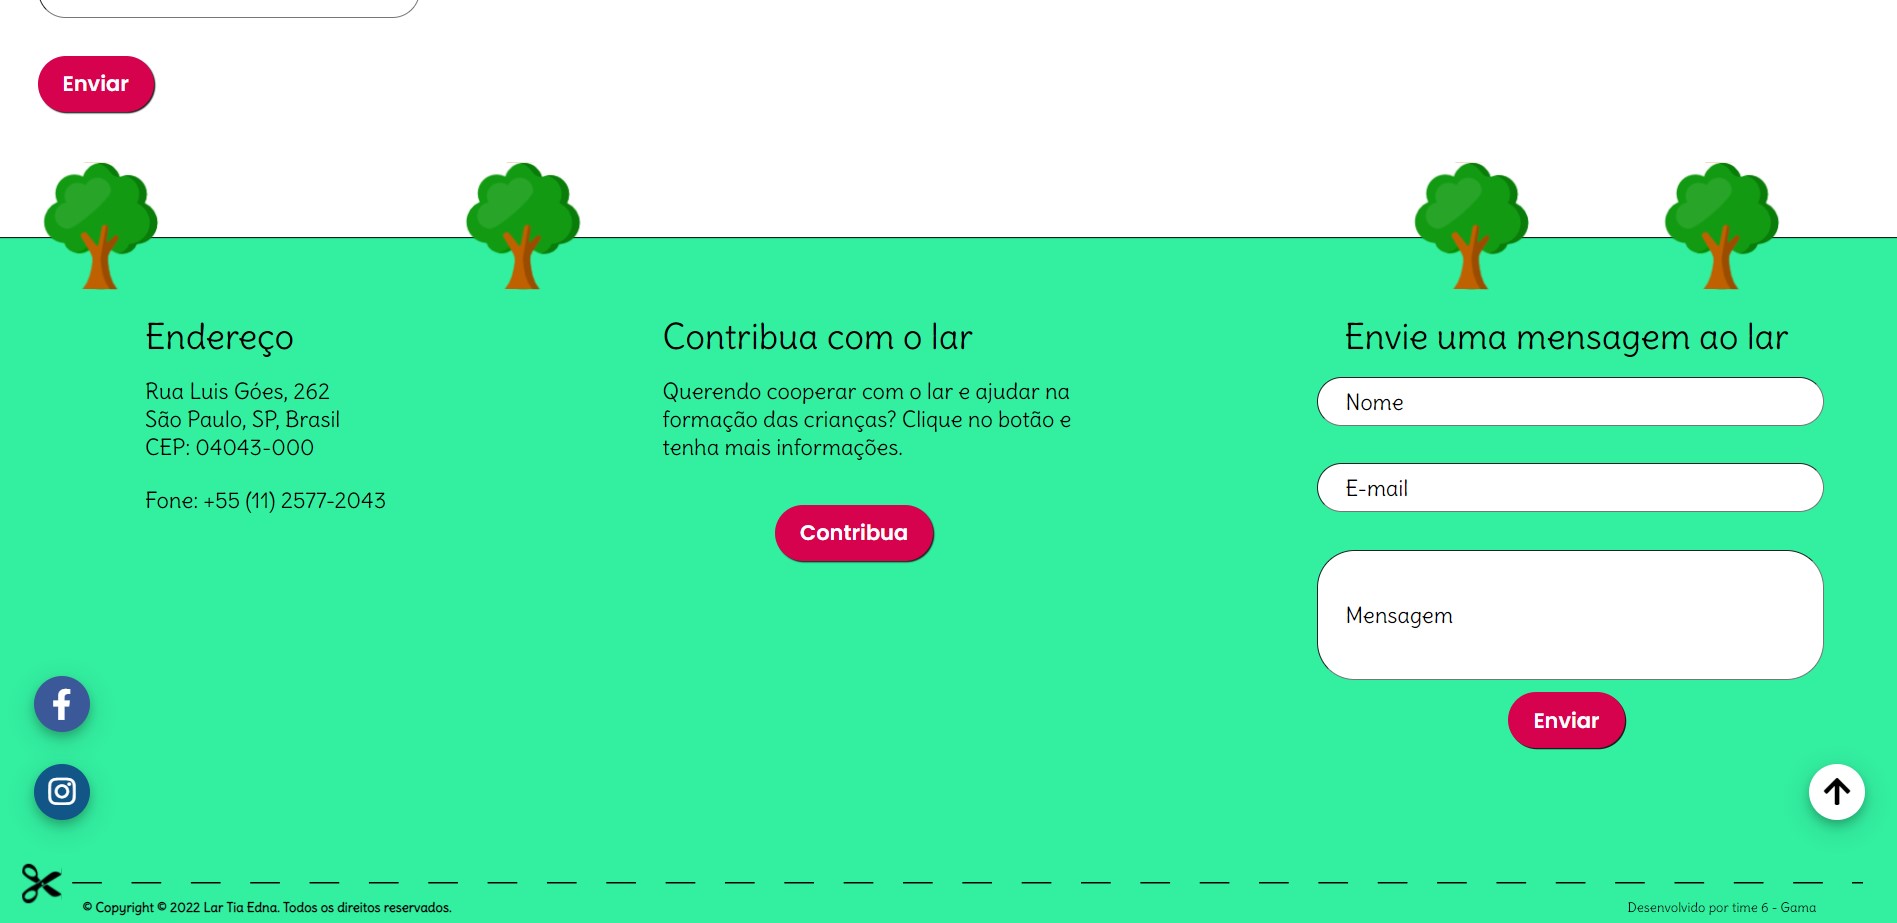 Enviar
Endereço
Rua Luis Góes, 262
São Paulo, SP, Brasil
CEP: 04043-000
Fone: +55 (11) 2577-2043
Contribua com o lar
Querendo cooperar com o lar e ajudar na
formação das crianças? Clique no botão e
tenha mais informações.
Contribua
Envie uma mensagem ao lar
Nome
E-mail
Mensagem
Enviar
© Copyright © 2022 Lar Tia Edna. Todos os direitos reservados.
Desenvolvido por time 6 - Gama